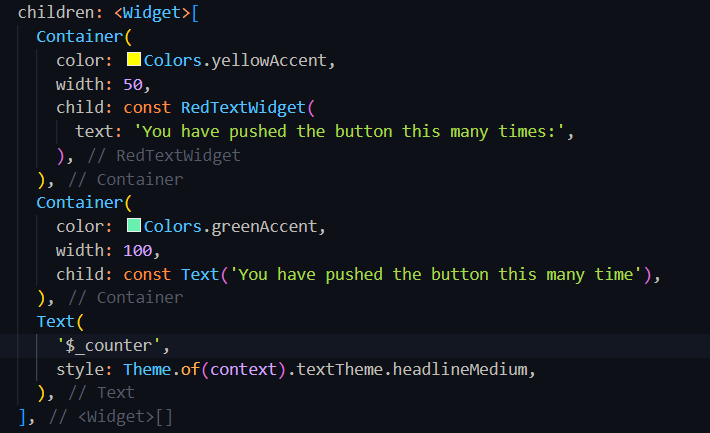 children: <Widget>[
Container(
color: Colors.yellowAccent,
width: 50,
child: const RedTextWidget(
text: 'You have pushed the button this many times:',
), // RedTextWidget
), // Container
Container(
color: Colors.greenAccent,
width: 100,
child: const Text('You have pushed the button this many time'),
), // Container
Text(
'$_counter',
style: Theme.of(context).textTheme.headlineMedium,
), // Text
], // <Widget>[]